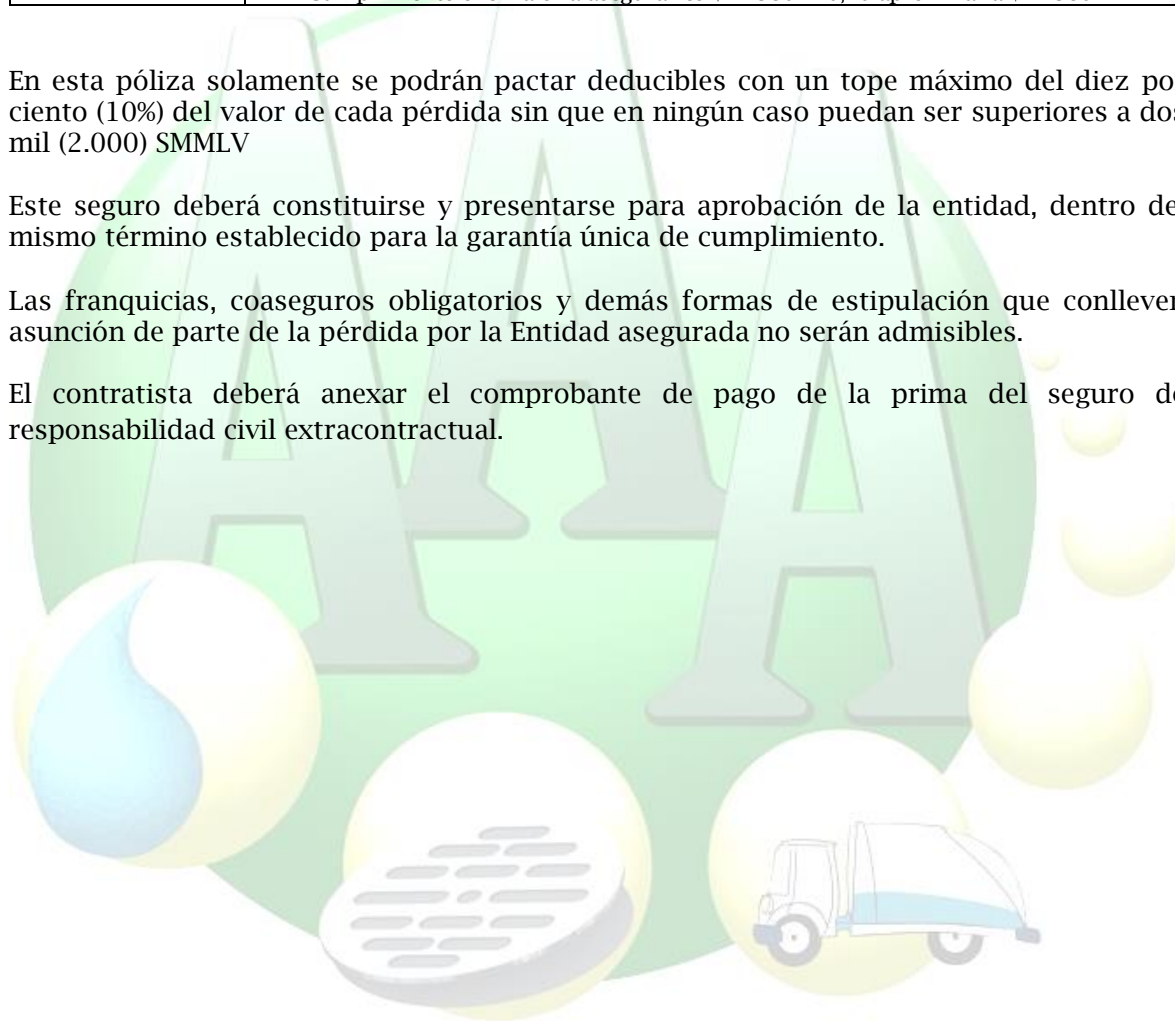 En esta póliza solamente se podrán pactar deducibles con un tope máximo del diez po
ciento (10%) del valor de cada pérdida sin que en ningún caso puedan ser superiores a dos
mil (2.000) SMMLV
Este seguro deberá constituirse y presentarse para aprobación de la entidad, dentro de
mismo término establecido para la garantía única de cumplimiento.
Las franquicias, coaseguros obligatorios y demás formas de estipulación que conlleven
asunción de parte de la pérdida por la Entidad asegurada no serán admisibles.
El contratista deberá anexar el comprobante de pago de la prima del seguro de
responsabilidad civil extracontractual.
AAA